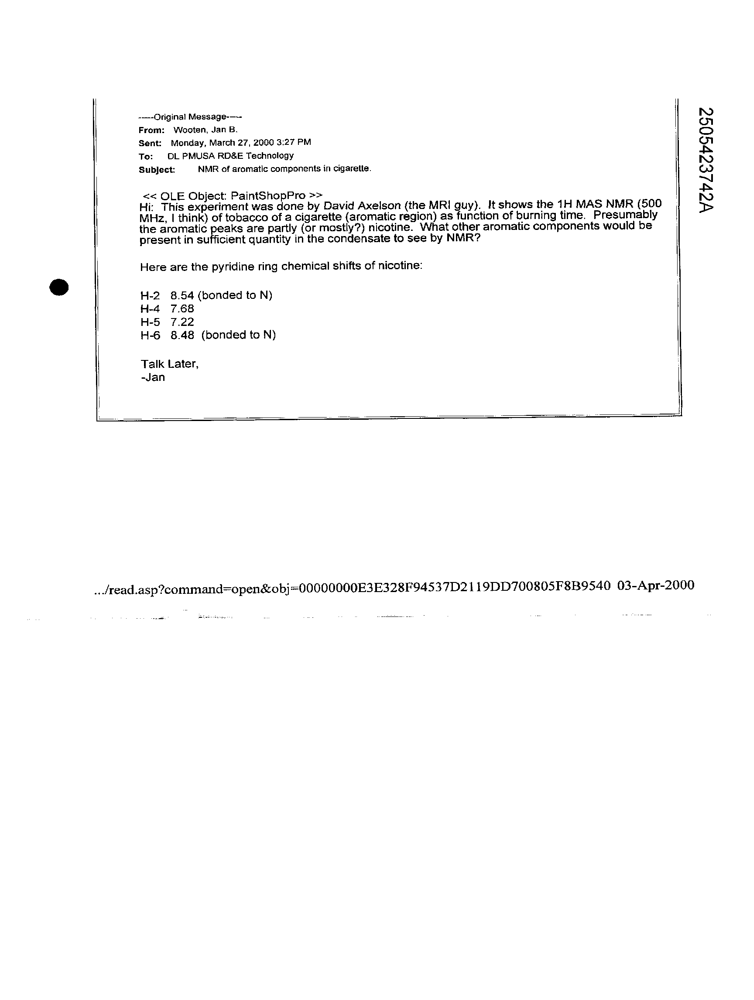 -----Original Message-----
From: Wooten, Jan B.
Sent: Monday, March 27, 2000 3:27 PM
To: DL PMUSA RD&E Technology
Subject: NMR of aromatic components in cigarette.
<< OLE Object: PaintShopPro >>
Hi: This experiment was done by David Axelson (the MRI guy). It shows the 1H MAS NMR (500
MHz, I think) of tobacco of a cigarette (aromatic region) as function of burning time. Presumably
the aromatic peaks are partly (or mostly?) nicotine. What other aromatic components would be
present in sufficient quantity in the condensate to see by NMR?
Here are the pyridine ring chemical shifts of nicotine:
H-2 8.54 (bonded to N)
H-4 7.68
H-5 7.22
H-6 8.48 (bonded to N)
Talk Later,
-Jan
2505423742A
.../read.asp?command=open&obj=00000000E3E328F94537D2119DD700805F8B9540 03-Apr-2000